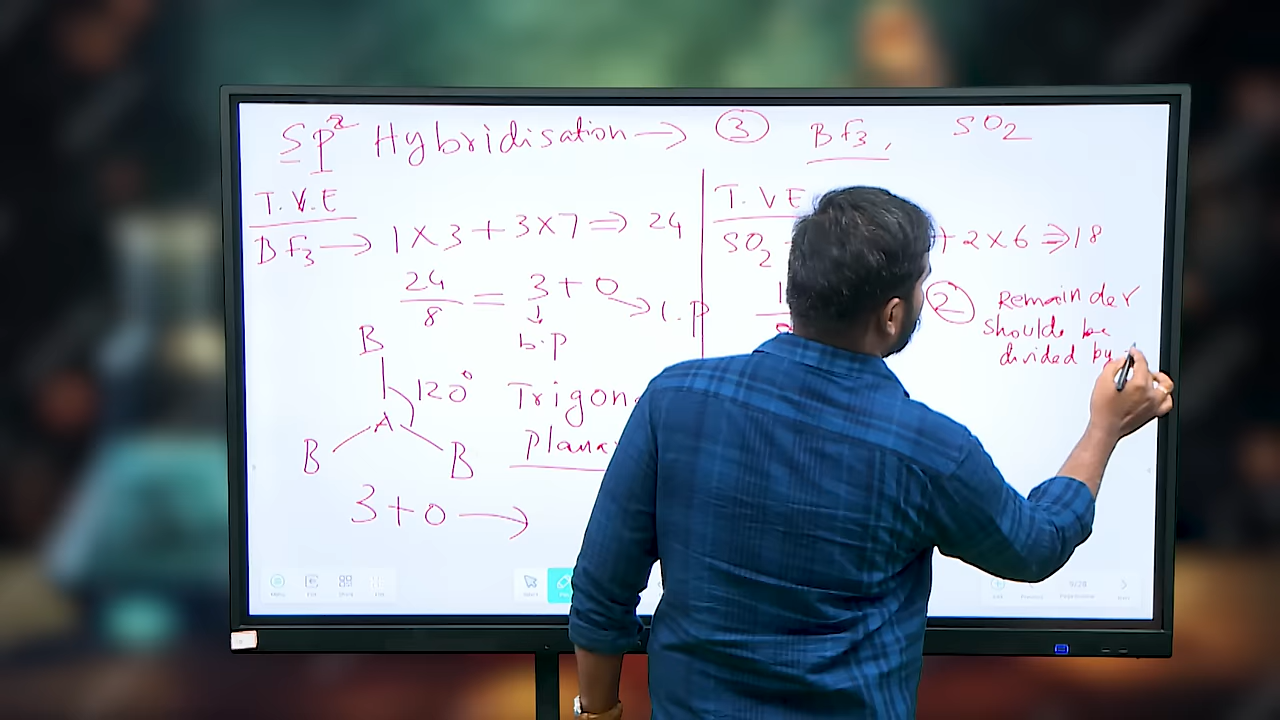 Sp² Hybridisation → ③ Bf₃, SO₂
T.V.E
Bf₃ → 1×3+3×7 ⇒ 24
24/8 = 3+0
b.p
l.p
B
120°
A
B B
Trigon
Plana
3+0 →
T.VE
SO₂ + 2×6 ⇒ 18
② Remainder
should be
divided by